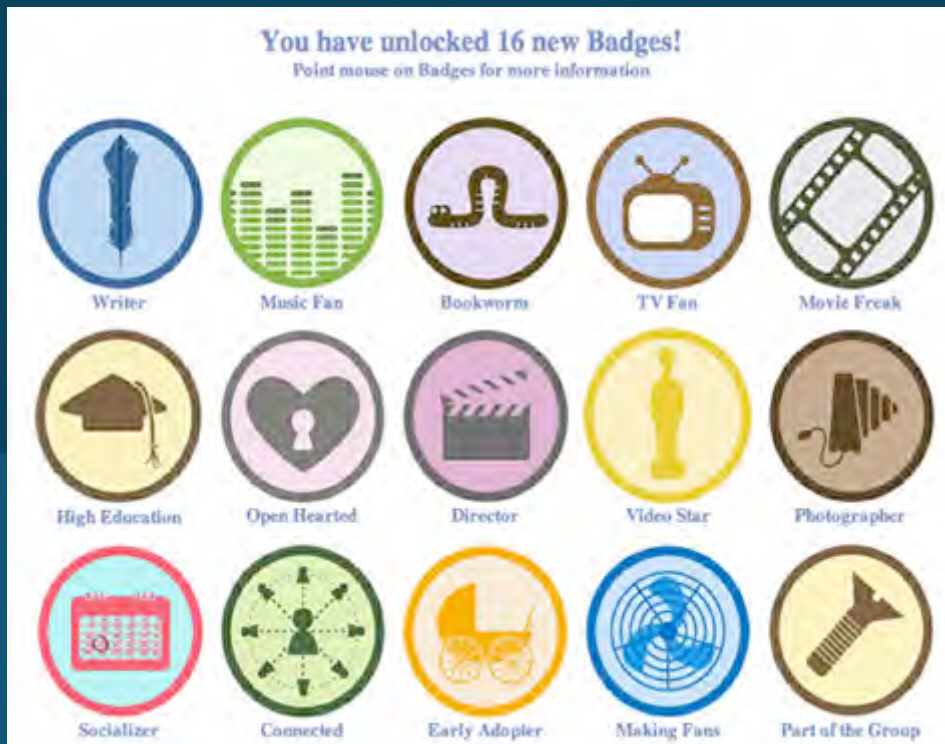 You have unlocked 16 new Badges!
Point mouse on Badges for more information
Writer
Music Fan
Bookworm
TV Fan
Movie Freak
High Education
Open Hearted
Director
Video Star
Photographer
Socializer
Connected
Early Adopter
Making Fans
Part of the Group